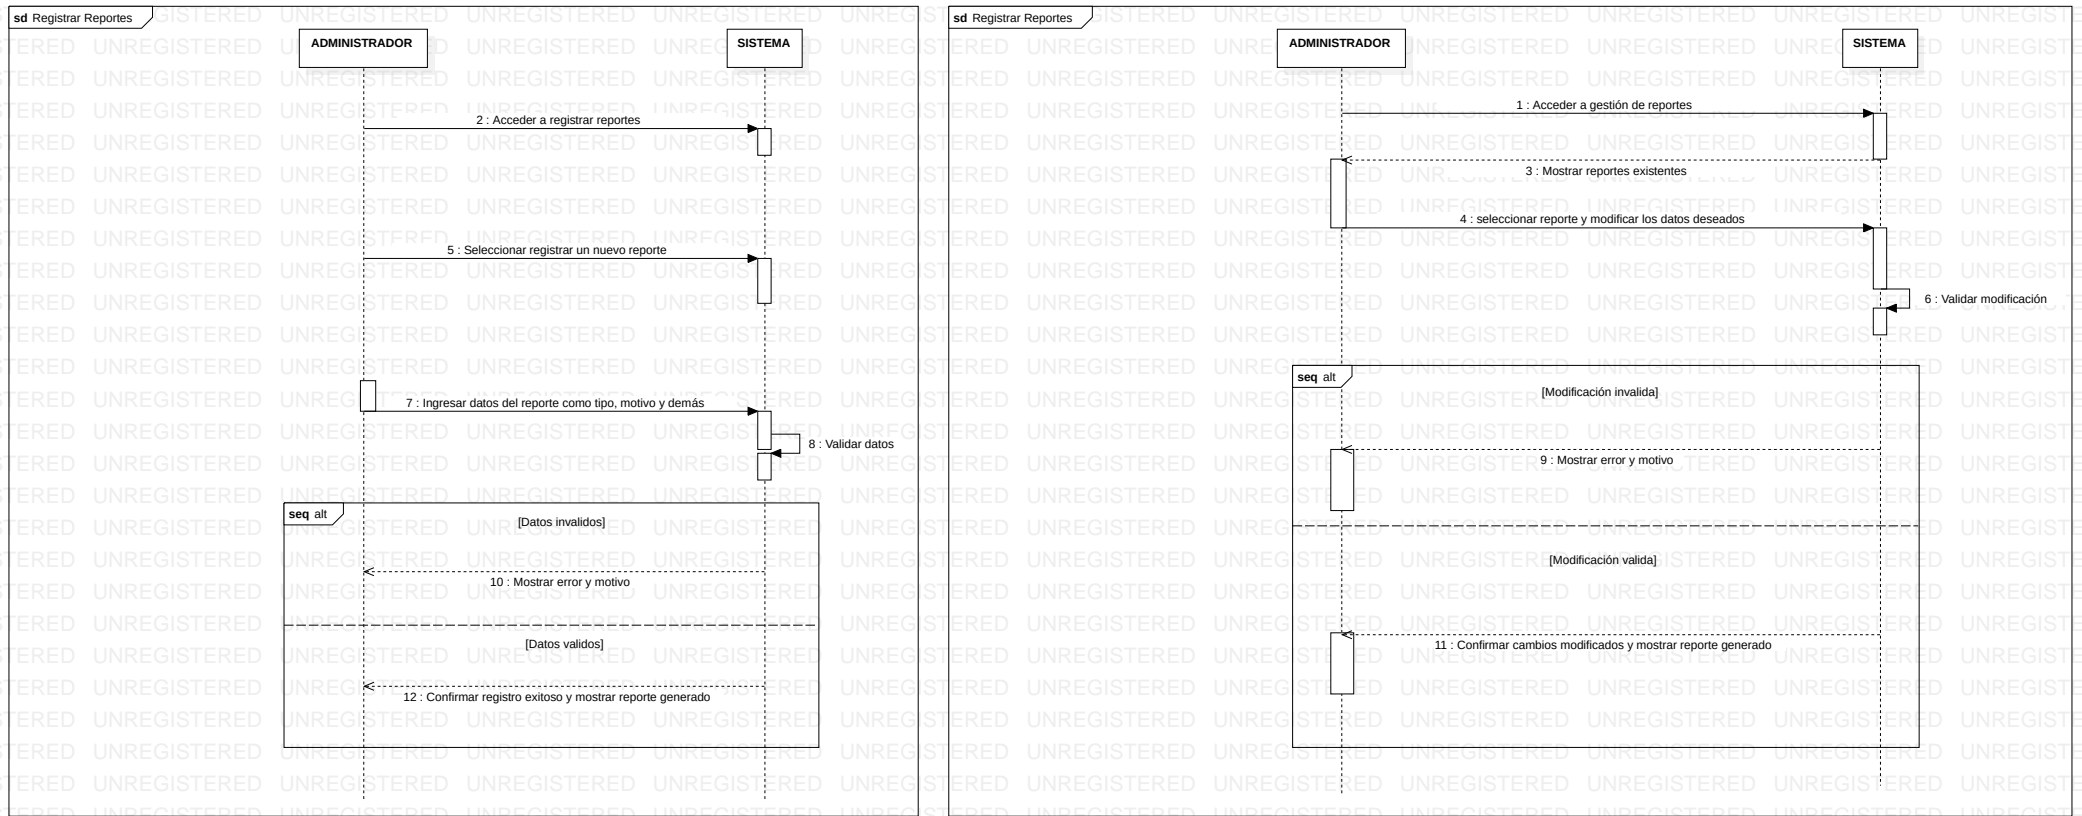 sd Registrar Reportes
ADMINISTRADOR
SISTEMA
2 : Acceder a registrar reportes
5 : Seleccionar registrar un nuevo reporte
7 : Ingresar datos del reporte como tipo, motivo y demás
8 : Validar datos
seq alt
[Datos invalidos]
10 : Mostrar error y motivo
[Datos validos]
12 : Confirmar registro exitoso y mostrar reporte generado
sd Registrar Reportes
ADMINISTRADOR
SISTEMA
1 : Acceder a gestión de reportes
3 : Mostrar reportes existentes
4 : seleccionar reporte y modificar los datos deseados
6 : Validar modificación
seq alt
[Modificación invalida]
9 : Mostrar error y motivo
[Modificación valida]
11 : Confirmar cambios modificados y mostrar reporte generado
UNREGISTERED